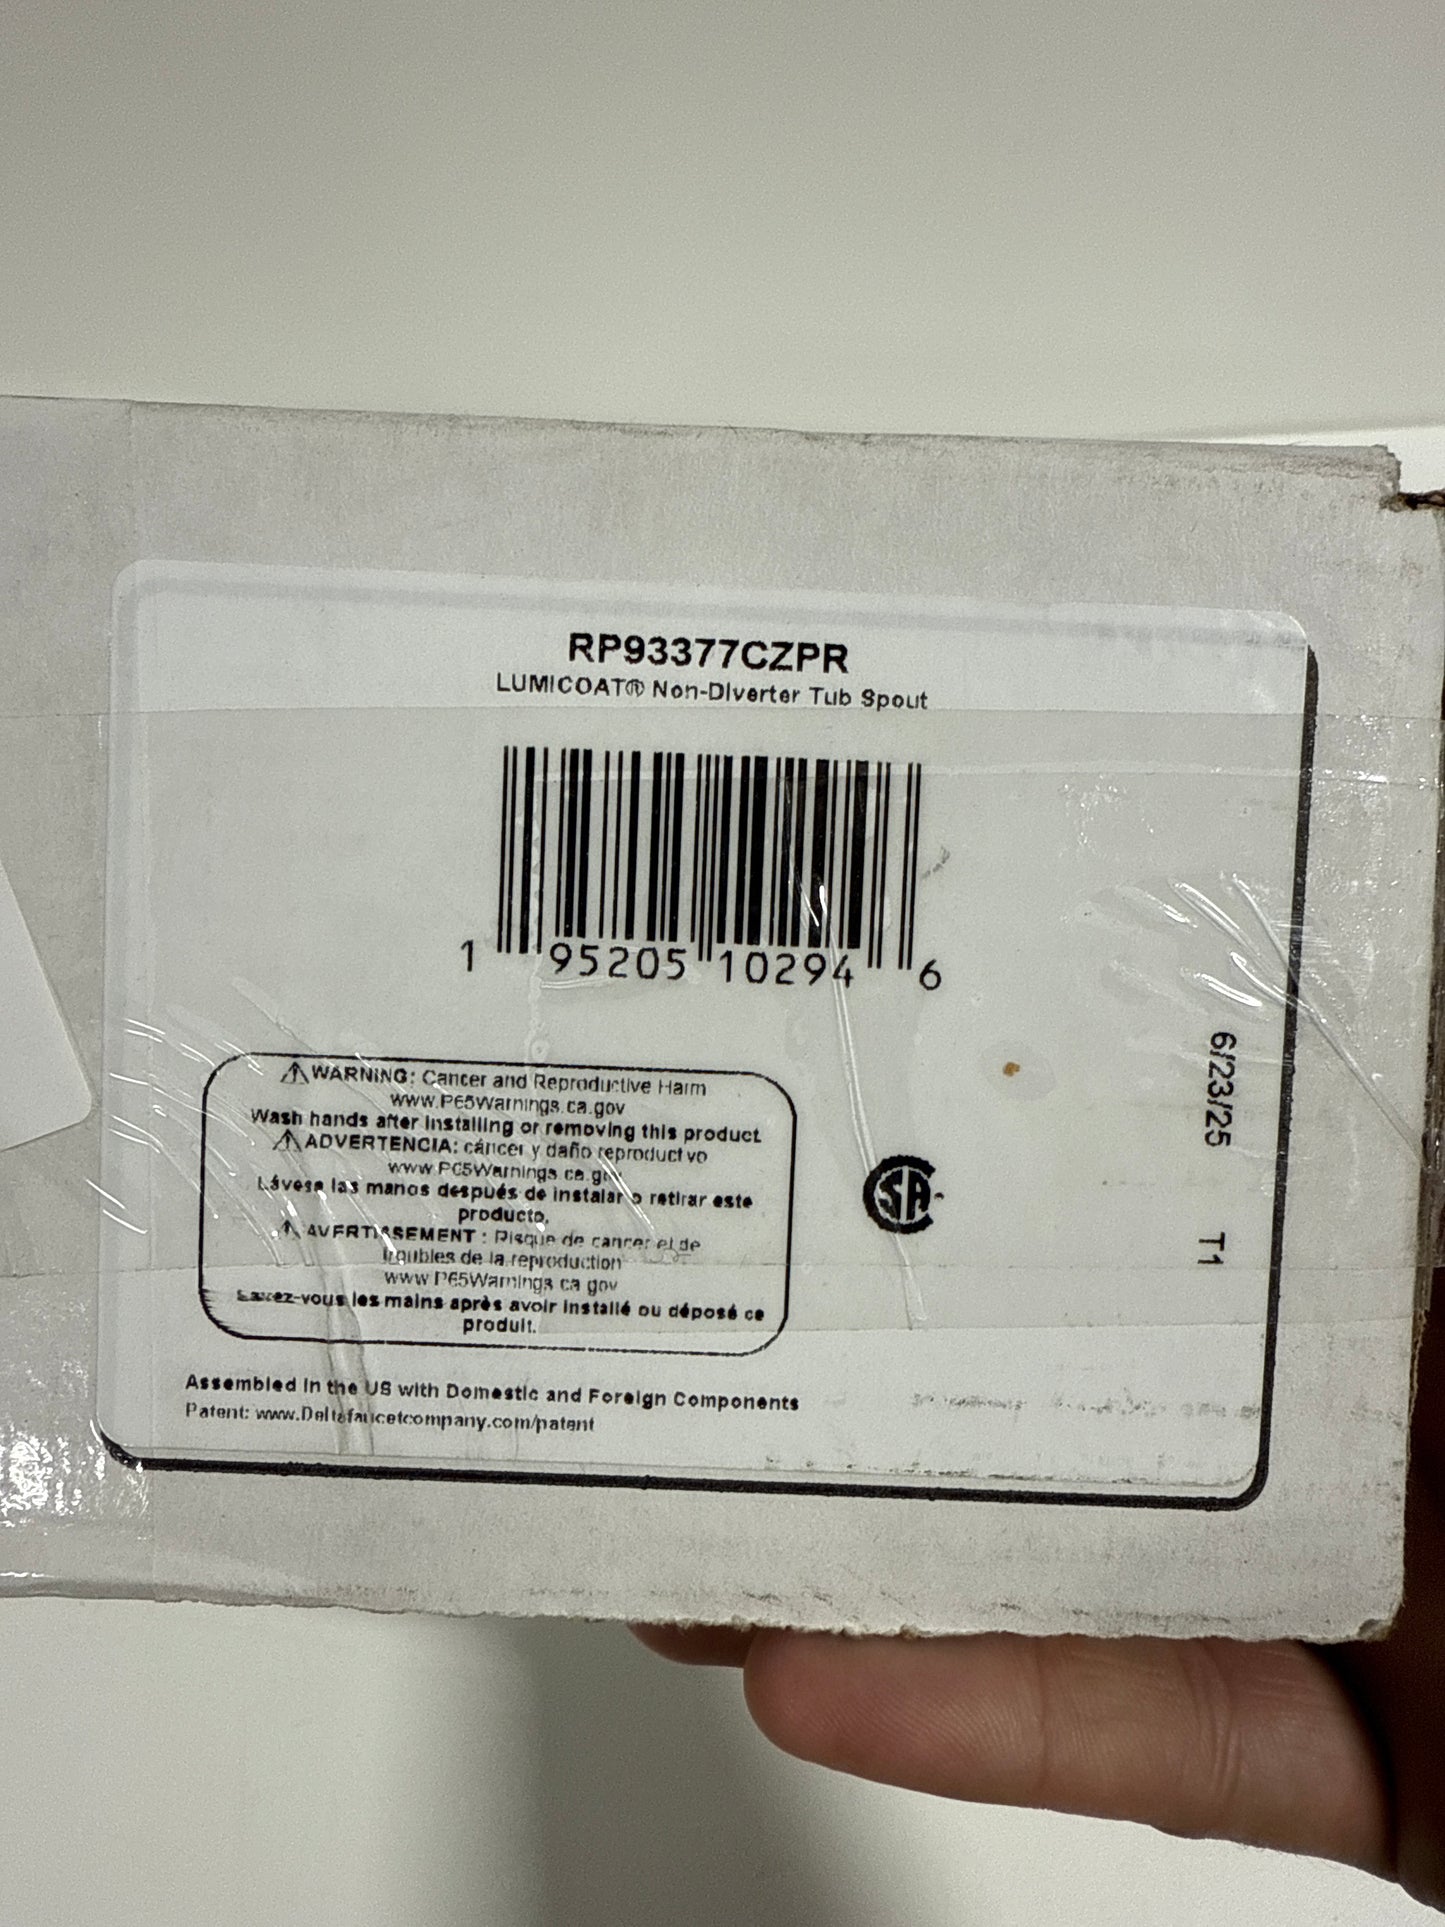 RP93377CZPR
LUMICOAT® Non-Diverter Tub Spout
1 95205 10294 6
⚠WARNING: Cancer and Reproductive Harm
www.P65Warnings.ca.gov
Wash hands after installing or removing this product.
⚠ADVERTENCIA: cáncer y daño reproductivo
www.P65Warnings.ca.gov
Lávese las manos después de instalar o retirar este
producto.
⚠ AVERTISSEMENT : Risque de cancer et de
troubles de la reproduction
www.P65Warnings.ca.gov
Lavez-vous les mains après avoir installé ou déposé ce
produit.
SA
6/23/25 T1
Assembled in the US with Domestic and Foreign Components
Patent: www.Deltafaucetcompany.com/patent